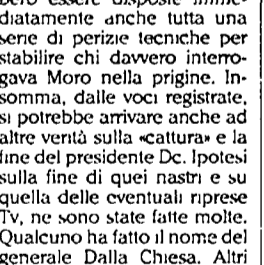 bero essere disposte imme-
diatamente anche tutta una
serie di perizie tecniche per
stabilire chi davvero interro-
gava Moro nella prigine. In-
somma, dalle voci registrate,
si potrebbe arrivare anche ad
altre verità sulla «cattura» e la
fine del presidente Dc. Ipotesi
sulla fine di quei nastri e su
quella delle eventuali riprese
Tv, ne sono state fatte molte.
Qualcuno ha fatto il nome del
generale Dalla Chiesa. Altri